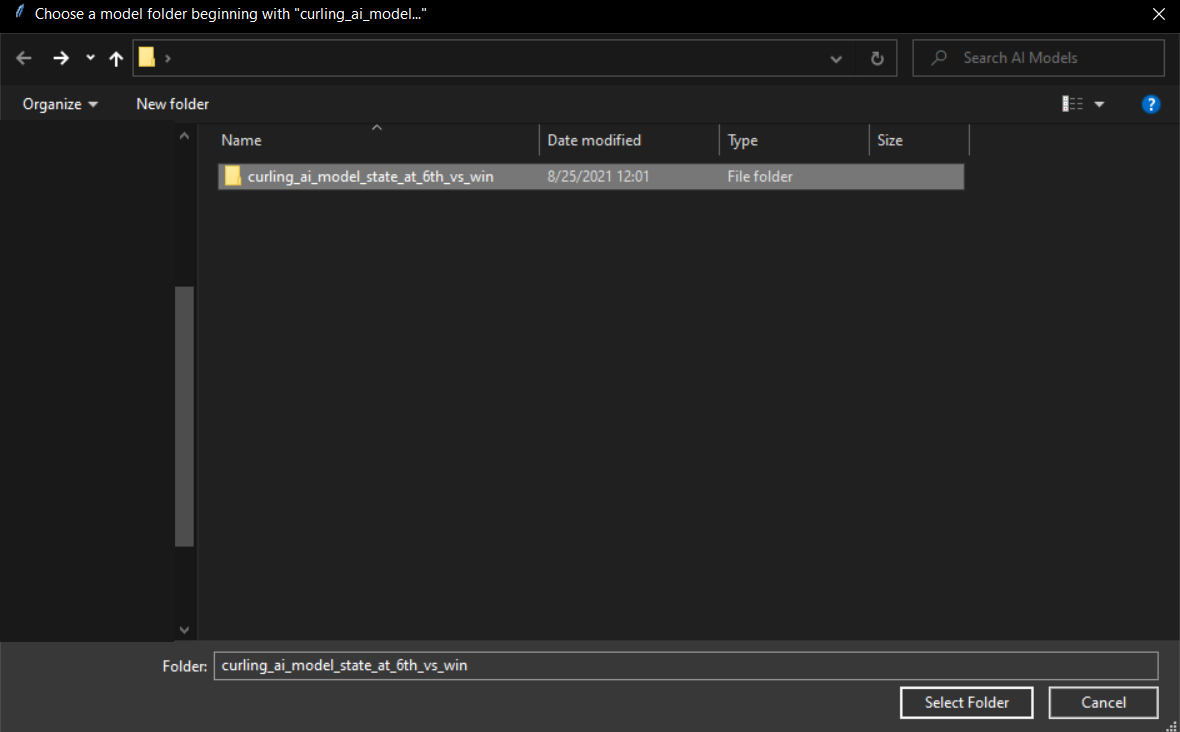 Choose a model folder beginning with "curling_ai_model..."
Search AI Models
Organize New folder ?
Name Date modified Type Size
curling_ai_model_state_at_6th_vs_win 8/25/2021 12:01 File folder
Folder: curling_ai_model_state_at_6th_vs_win
Select Folder Cancel